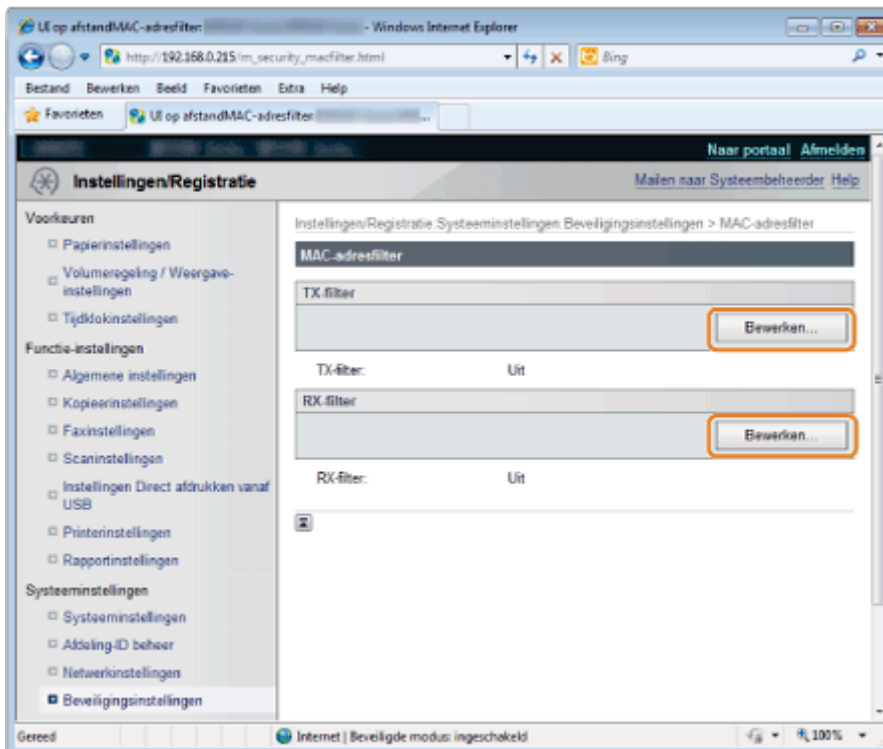 UI op afstandMAC-adresfilter: - Windows Internet Explorer
http://192.168.0.215/m_security_macfilter.html
Bing
Bestand Bewerken Beeld Favorieten Extra Help
Favorieten
UI op afstandMAC-adresfilter: ...
Naar portaal Afmelden
Instellingen/Registratie
Mailen naar Systeembeheerder Help
Voorkeuren
Papierinstellingen
Volumeregeling / Weergave-
instellingen
Tijdklokinstellingen
Functie-instellingen
Algemene instellingen
Kopieerinstellingen
Faxinstellingen
Scaninstellingen
Instellingen Direct afdrukken vanaf
USB
Printerinstellingen
Rapportinstellingen
Systeeminstellingen
Systeeminstellingen
Afdeling-ID beheer
Netwerkinstellingen
Beveiligingsinstellingen
Instellingen/Registratie:Systeeminstellingen:Beveiligingsinstellingen > MAC-adresfilter
MAC-adresfilter
TX-filter
Bewerken...
TX-filter: Uit
RX-filter
Bewerken...
RX-filter: Uit
Gereed
Internet | Beveiligde modus: ingeschakeld
100%